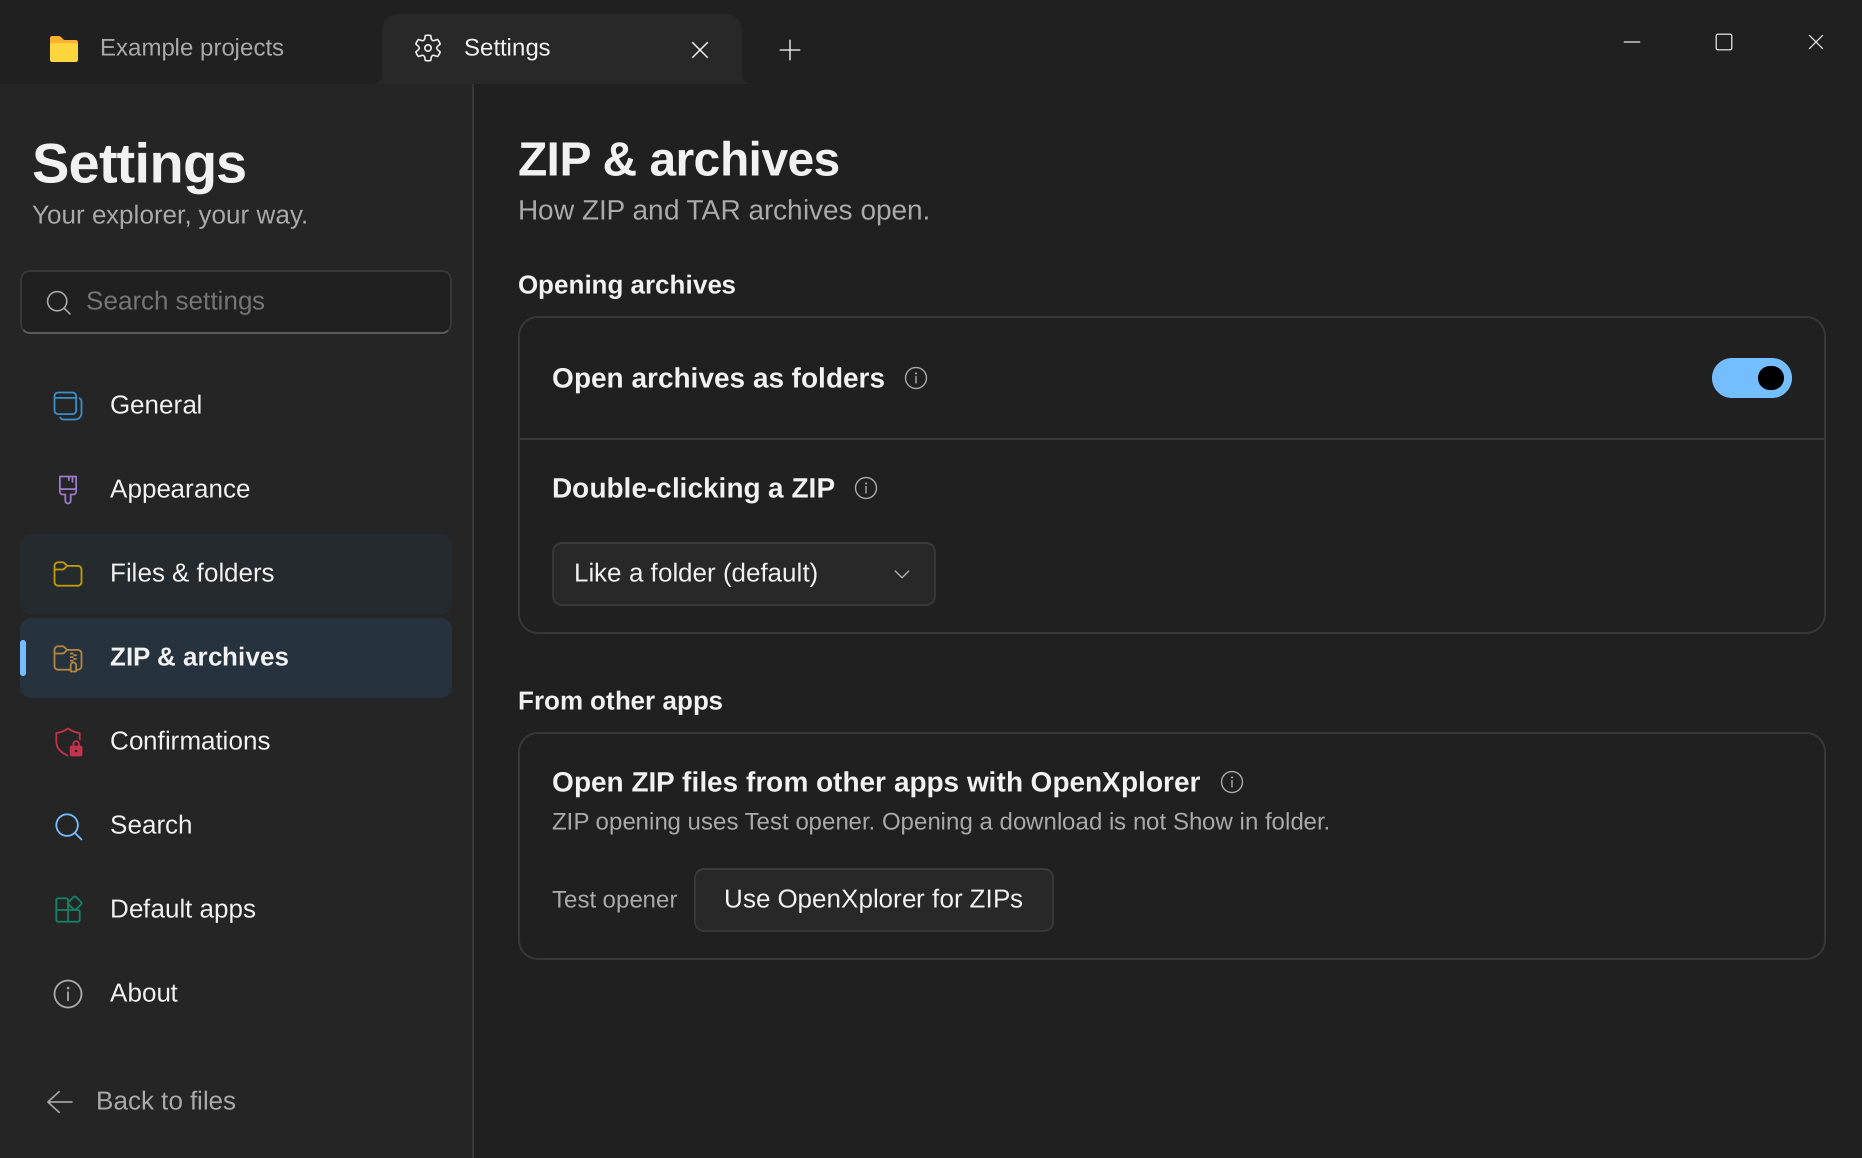 Example projects
Settings
Settings
Your explorer, your way.
Search settings
General
Appearance
Files & folders
ZIP & archives
Confirmations
Search
Default apps
About
Back to files
ZIP & archives
How ZIP and TAR archives open.
Opening archives
Open archives as folders
Double-clicking a ZIP
Like a folder (default)
From other apps
Open ZIP files from other apps with OpenXplorer
ZIP opening uses Test opener. Opening a download is not Show in folder.
Test opener
Use OpenXplorer for ZIPs